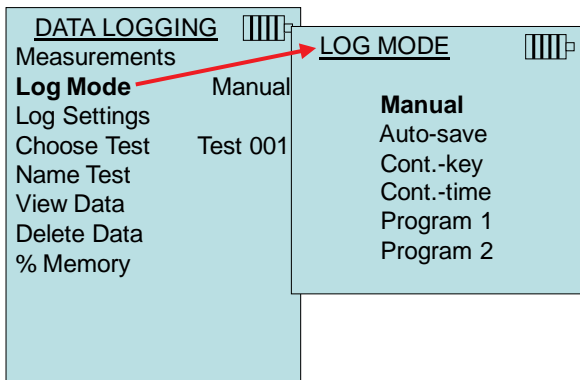 DATA LOGGING
Measurements
Log Mode Manual
Log Settings
Choose Test Test 001
Name Test
View Data
Delete Data
% Memory
LOG MODE
Manual
Auto-save
Cont.-key
Cont.-time
Program 1
Program 2